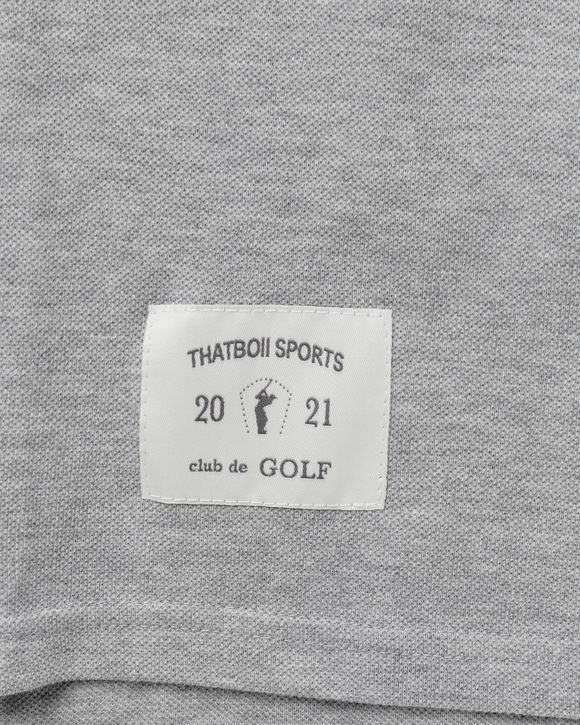 THATBOII SPORTS
20 21
club de GOLF